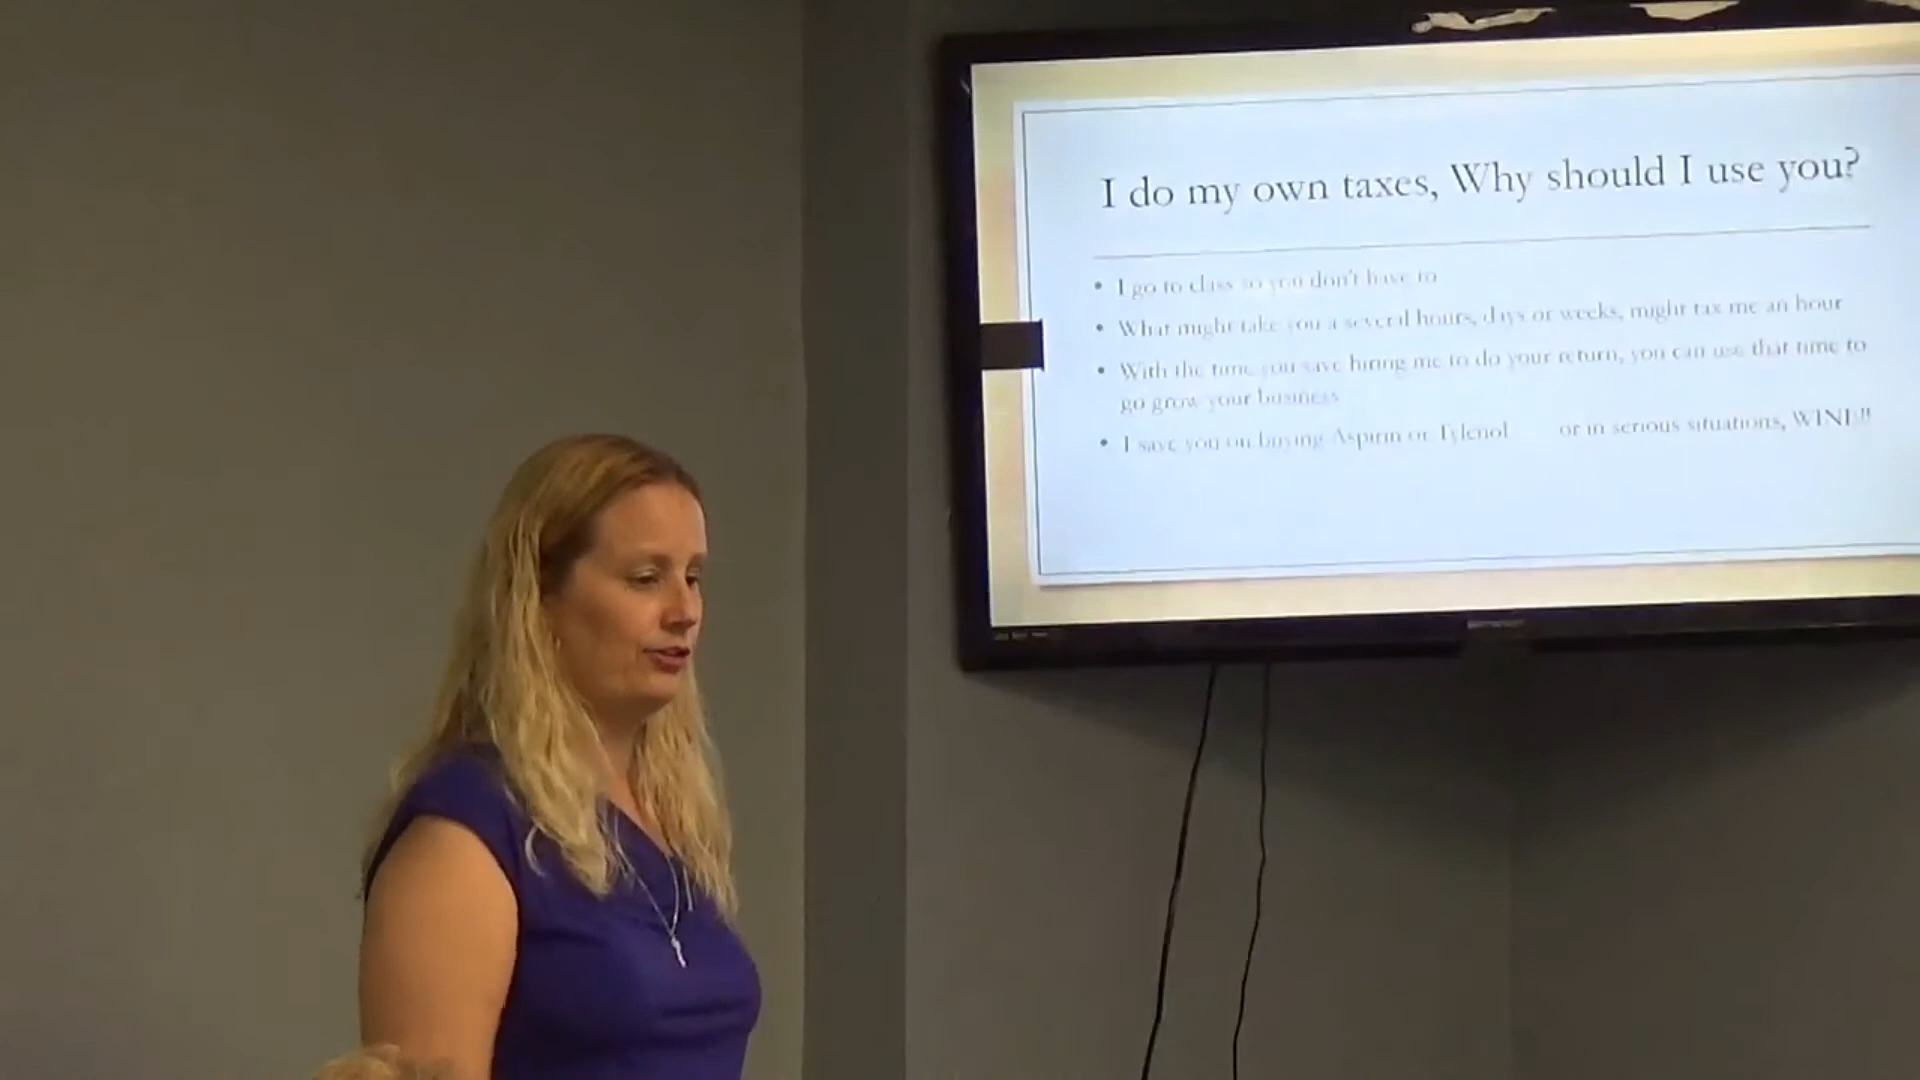 I do my own taxes, Why should I use you?
• I go to class so you don't have to
• What might take you a several hours, days or weeks, might tax me an hour
• With the time you save hiring me to do your return, you can use that time to
go grow your business
• I save you on buying Aspirin or Tylenol or in serious situations, WINE!!